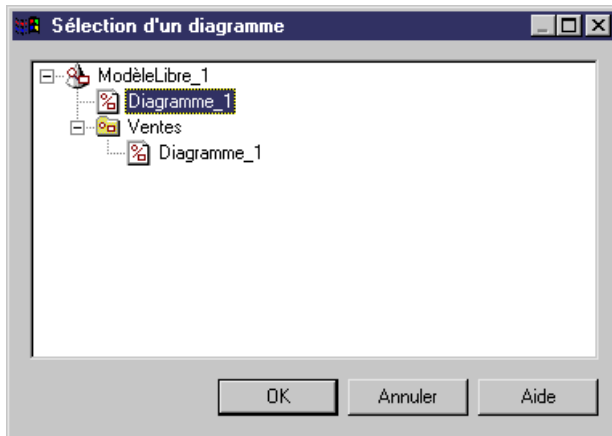 Sélection d'un diagramme
ModèleLibre_1
Diagramme_1
Ventes
Diagramme_1
OK Annuler Aide